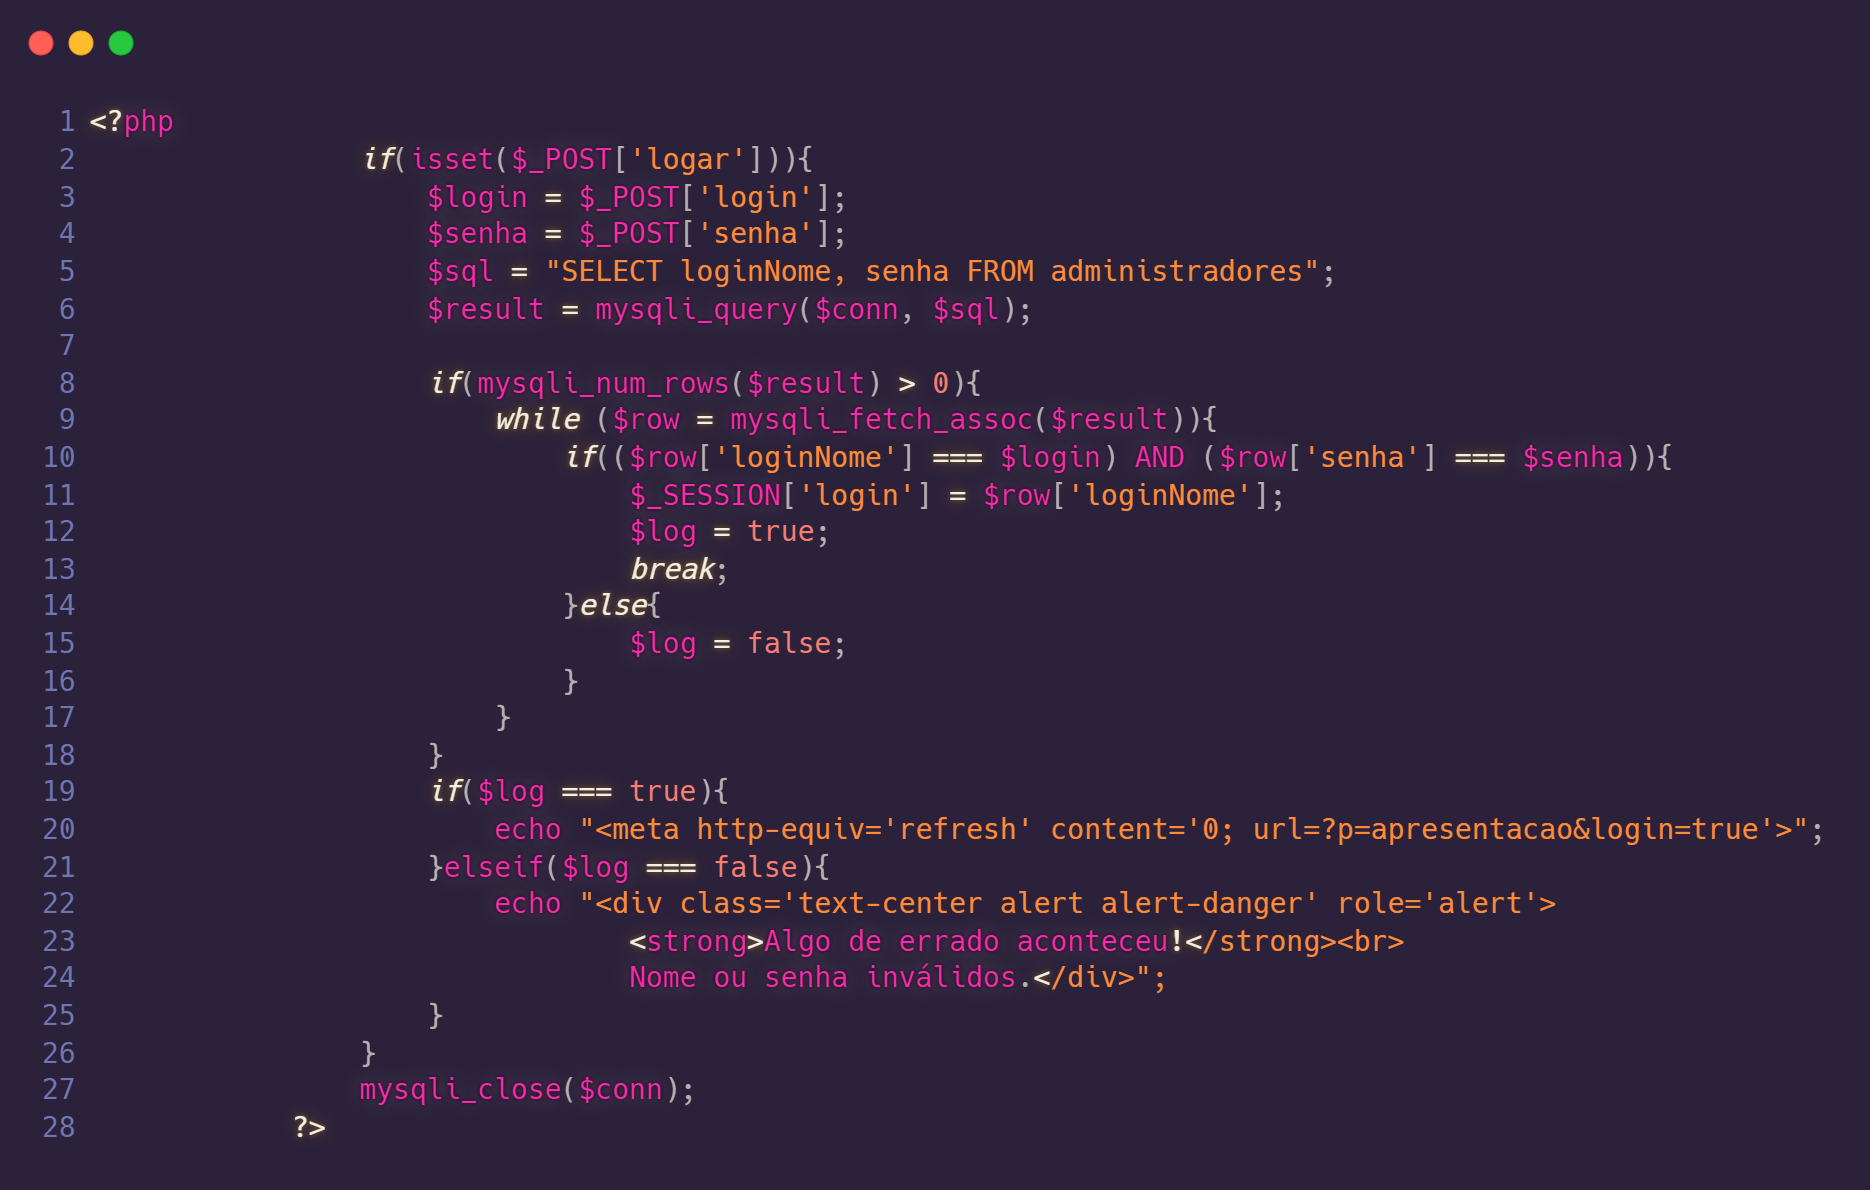 1 <?php
2                 if(isset($_POST['logar'])){
3                     $login = $_POST['login'];
4                     $senha = $_POST['senha'];
5                     $sql = "SELECT loginNome, senha FROM administradores";
6                     $result = mysqli_query($conn, $sql);
7
8                     if(mysqli_num_rows($result) > 0){
9                         while ($row = mysqli_fetch_assoc($result)){
10                             if(($row['loginNome'] === $login) AND ($row['senha'] === $senha)){
11                                 $_SESSION['login'] = $row['loginNome'];
12                                 $log = true;
13                                 break;
14                             }else{
15                                 $log = false;
16                             }
17                         }
18                     }
19                     if($log === true){
20                         echo "<meta http-equiv='refresh' content='0; url=?p=apresentacao&login=true'>";
21                     }elseif($log === false){
22                         echo "<div class='text-center alert alert-danger' role='alert'>
23                                 <strong>Algo de errado aconteceu!</strong><br>
24                                 Nome ou senha inválidos.</div>";
25                     }
26                 }
27                 mysqli_close($conn);
28             ?>